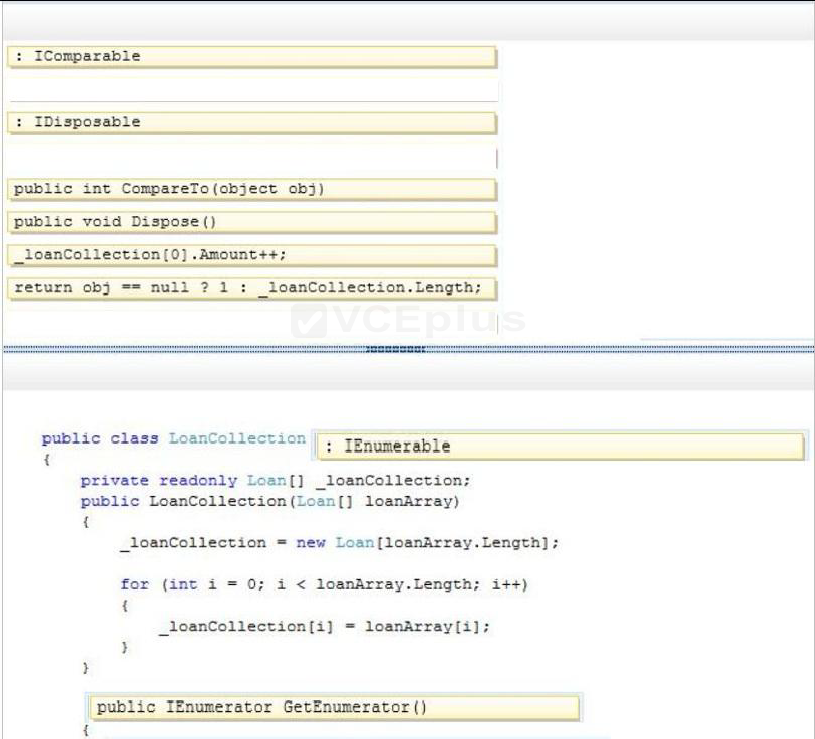 : IComparable
: IDisposable
public int CompareTo(object obj)
public void Dispose()
_loanCollection[0].Amount++;
return obj == null ? 1 : _loanCollection.Length;
VCEplus
public class LoanCollection : IEnumerable
{
private readonly Loan[] _loanCollection;
public LoanCollection(Loan[] loanArray)
{
_loanCollection = new Loan[loanArray.Length];
for (int i = 0; i < loanArray.Length; i++)
{
_loanCollection[i] = loanArray[i];
}
}
public IEnumerator GetEnumerator()
{